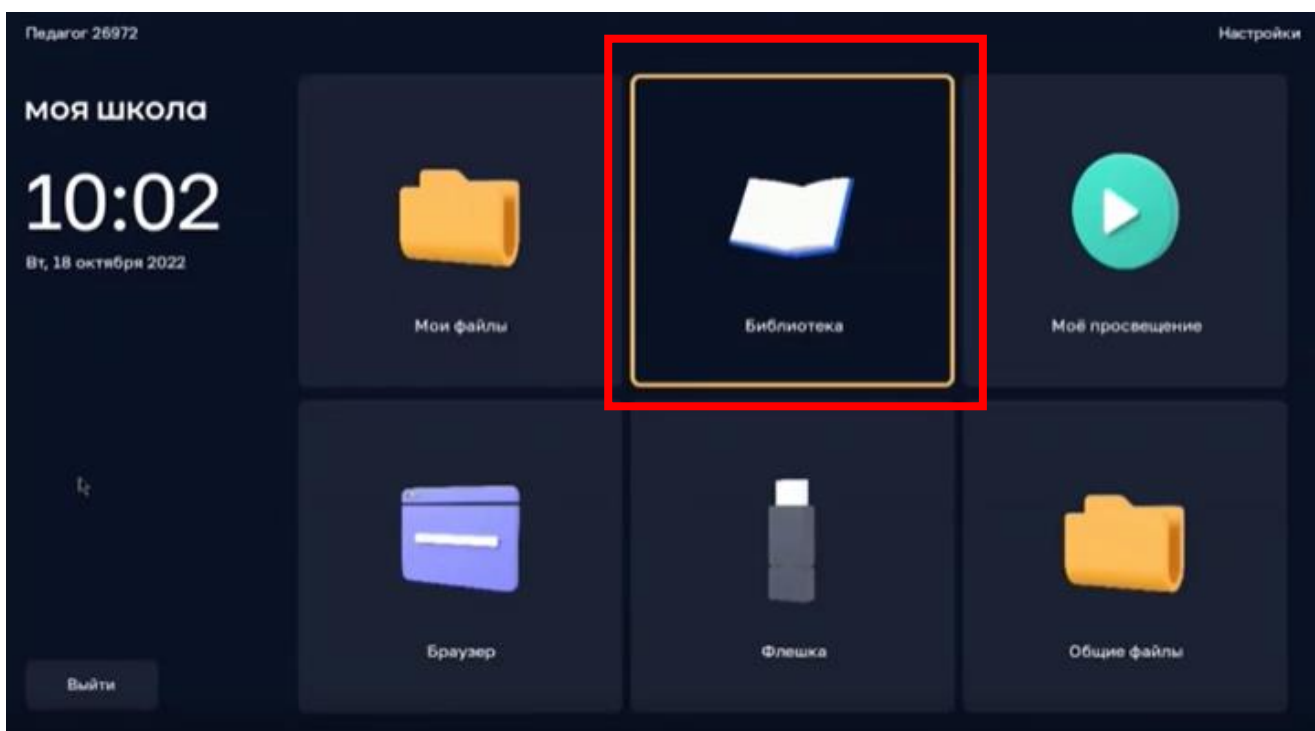 Педагог 26972
Настройки
моя школа
10:02
Вт, 18 октября 2022
Мои файлы
Библиотека
Моё просвещение
Браузер
Флешка
Общие файлы
Выйти